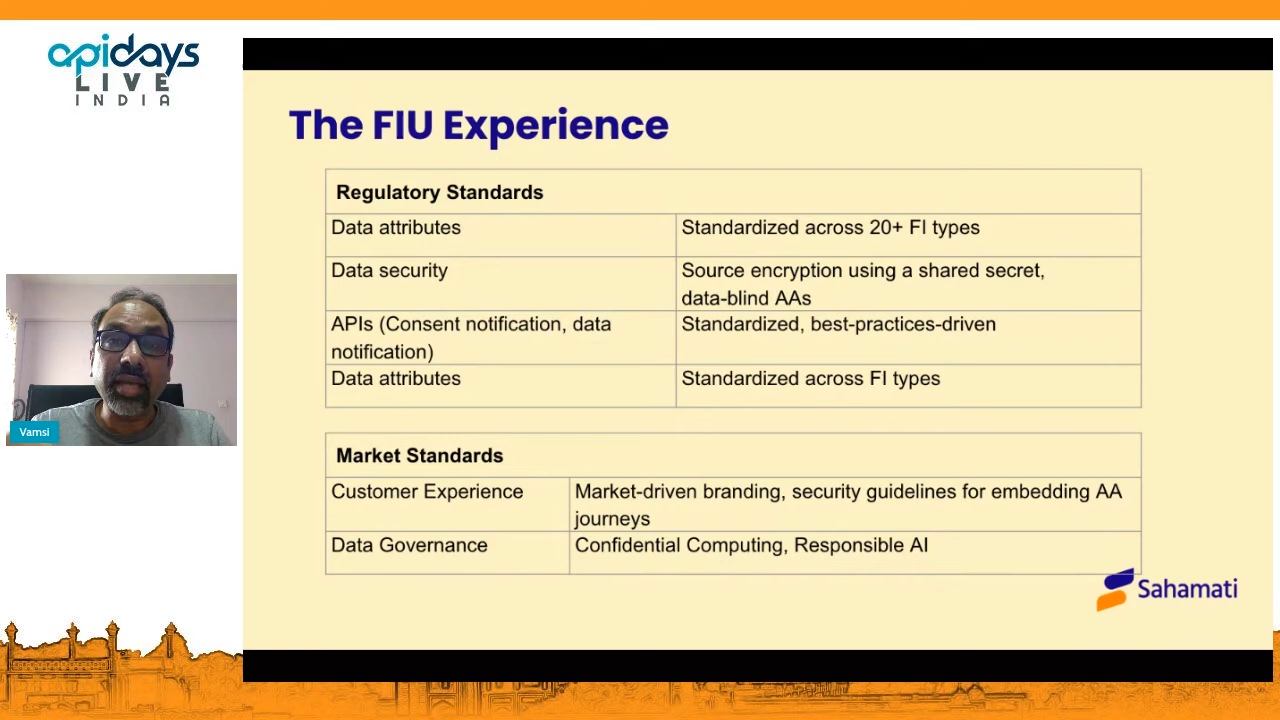 apidays
LIVE
INDIA
The FIU Experience
Regulatory Standards
Data attributes
Standardized across 20+ FI types
Data security
Source encryption using a shared secret,
data-blind AAs
APIs (Consent notification, data
notification)
Standardized, best-practices-driven
Data attributes
Standardized across FI types
Market Standards
Customer Experience
Market-driven branding, security guidelines for embedding AA
journeys
Data Governance
Confidential Computing, Responsible AI
Sahamati
Vamsi